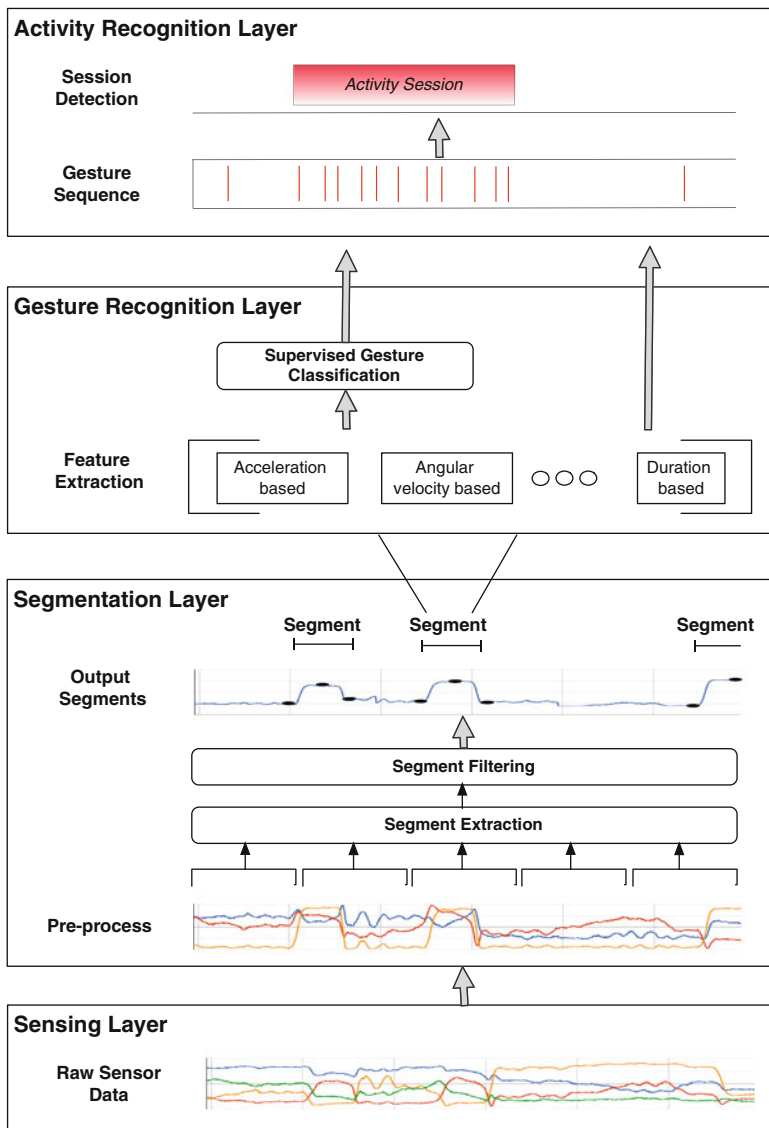 Activity Recognition Layer
Session
Detection
Activity Session
Gesture
Sequence
Gesture Recognition Layer
Supervised Gesture
Classification
Feature
Extraction
Acceleration
based
Angular
velocity based
Duration
based
Segmentation Layer
Segment
Segment
Segment
Output
Segments
Segment Filtering
Segment Extraction
Pre-process
Sensing Layer
Raw Sensor
Data